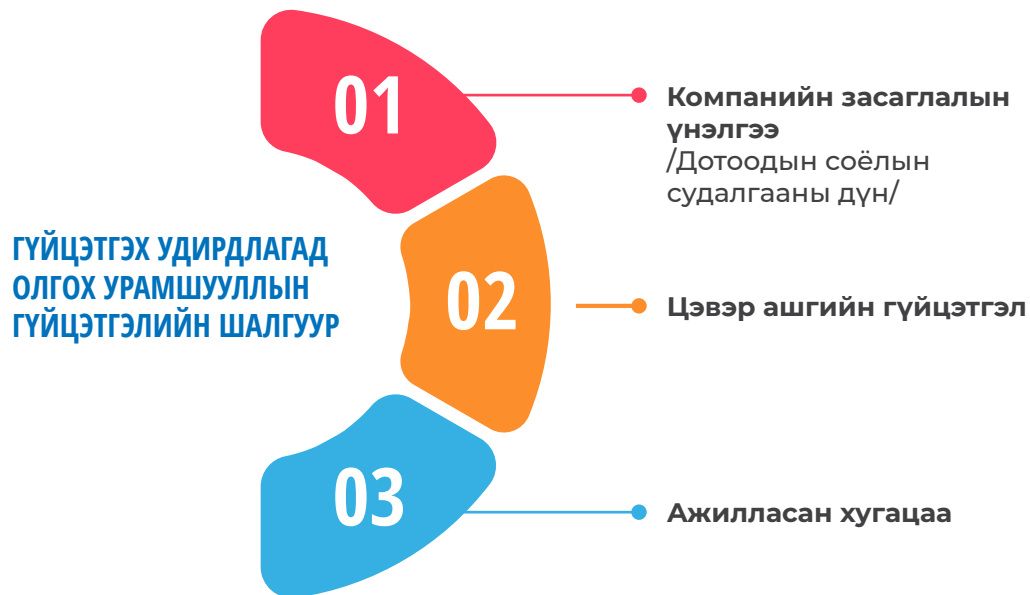 ГҮЙЦЭТГЭХ УДИРДЛАГАД
ОЛГОХ УРАМШУУЛЛЫН
ГҮЙЦЭТГЭЛИЙН ШАЛГУУР
01
Компанийн засаглалын
үнэлгээ
/Дотоодын соёлын
судалгааны дүн/
02
Цэвэр ашгийн гүйцэтгэл
03
Ажилласан хугацаа